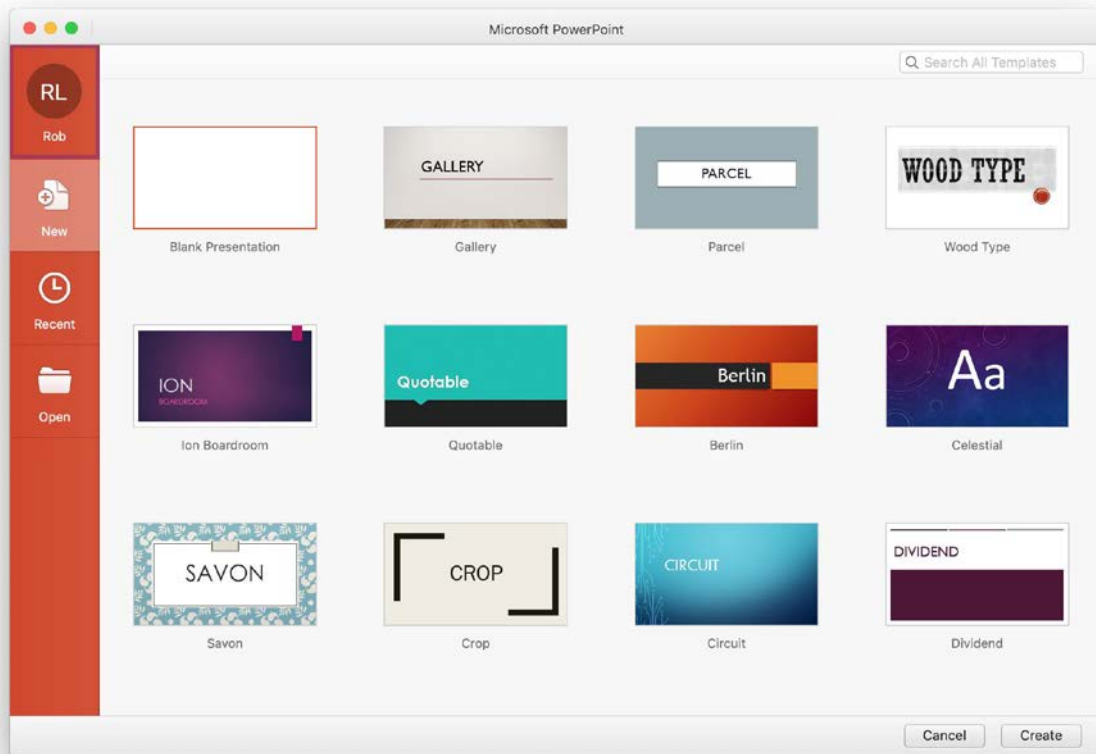 Microsoft PowerPoint
Search All Templates
RL
Rob
New
Recent
Open
GALLERY
PARCEL
WOOD TYPE
Blank Presentation
Gallery
Parcel
Wood Type
ION
BOARDROOM
Quotable
Berlin
Aa
Ion Boardroom
Quotable
Berlin
Celestial
SAVON
CROP
CIRCUIT
DIVIDEND
Savon
Crop
Circuit
Dividend
Cancel
Create